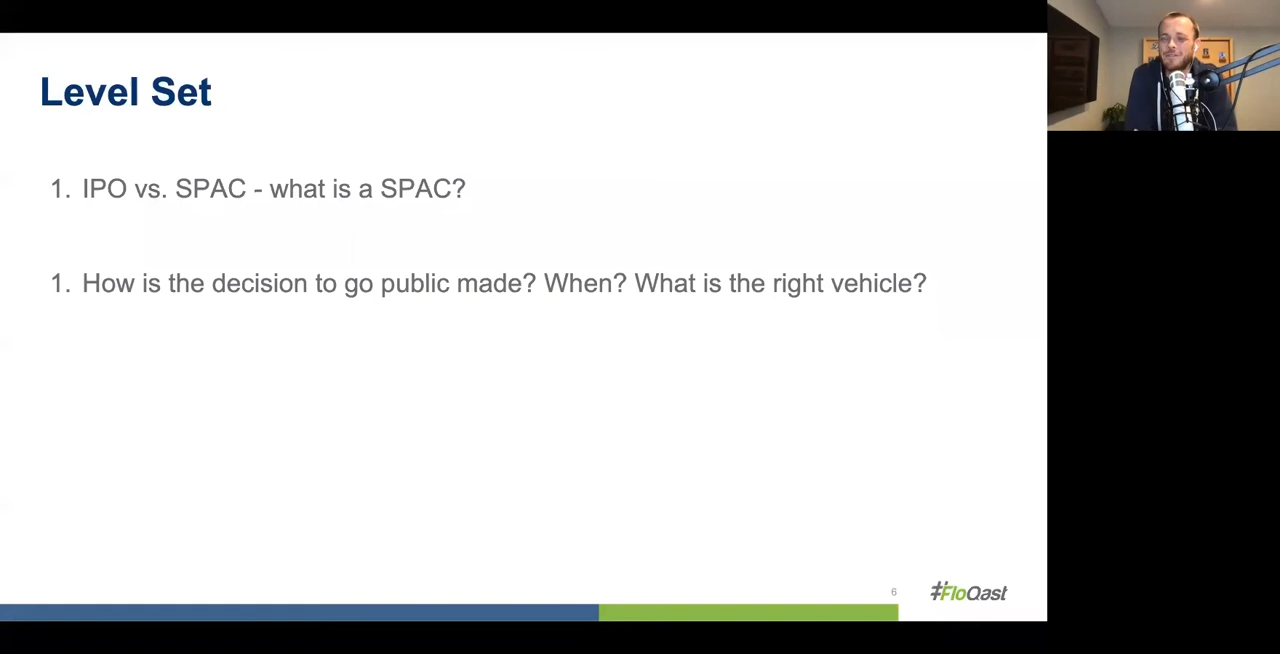 Level Set
1. IPO vs. SPAC - what is a SPAC?
1. How is the decision to go public made? When? What is the right vehicle?
6
FloQast